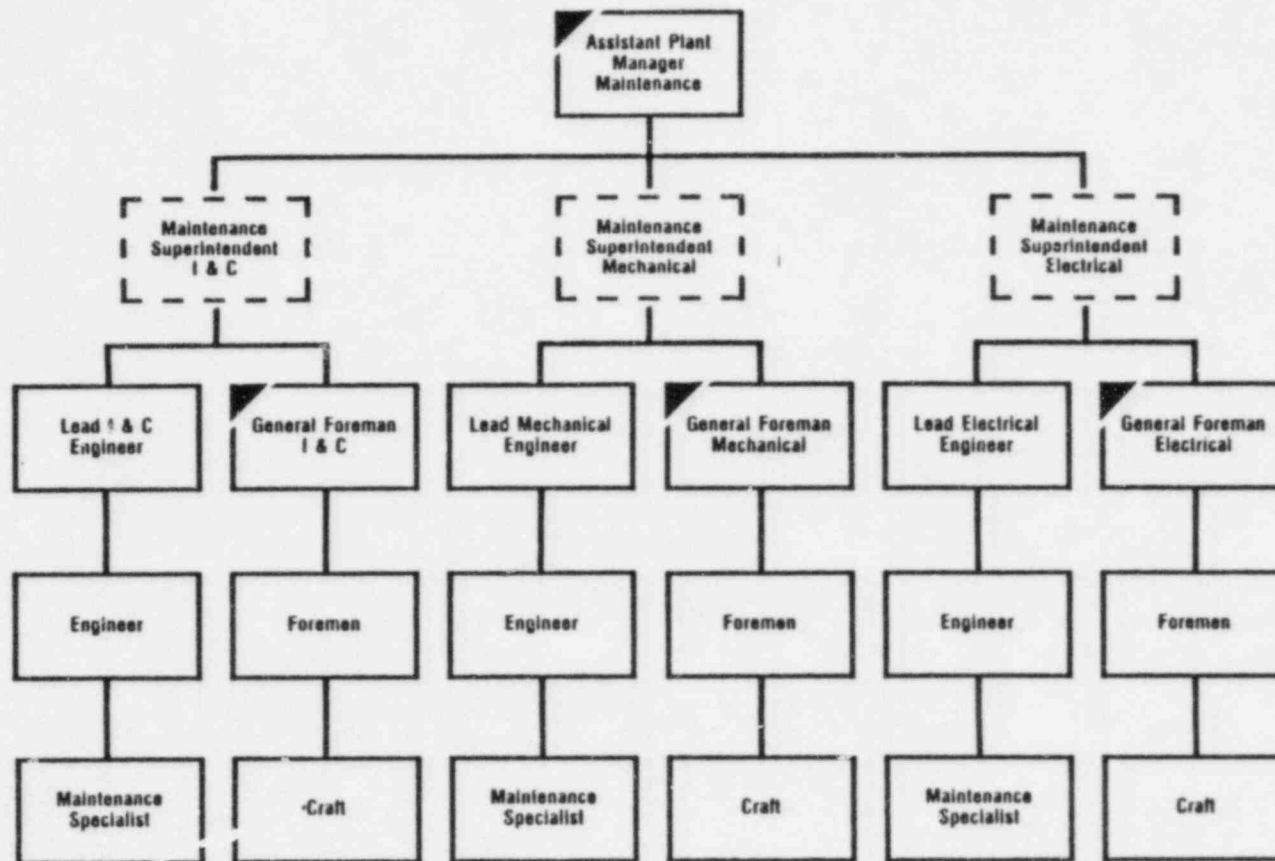 Assistant Plant
Manager
Maintenance
Maintenance
Superintendent
I & C
Maintenance
Superintendent
Mechanical
Maintenance
Superintendent
Electrical
Lead I & C
Engineer
General Foreman
I & C
Lead Mechanical
Engineer
General Foreman
Mechanical
Lead Electrical
Engineer
General Foreman
Electrical
Engineer
Foremen
Engineer
Foremen
Engineer
Foremen
Maintenance
Specialist
Craft
Maintenance
Specialist
Craft
Maintenance
Specialist
Craft